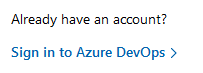 Already have an account?
Sign in to Azure DevOps >